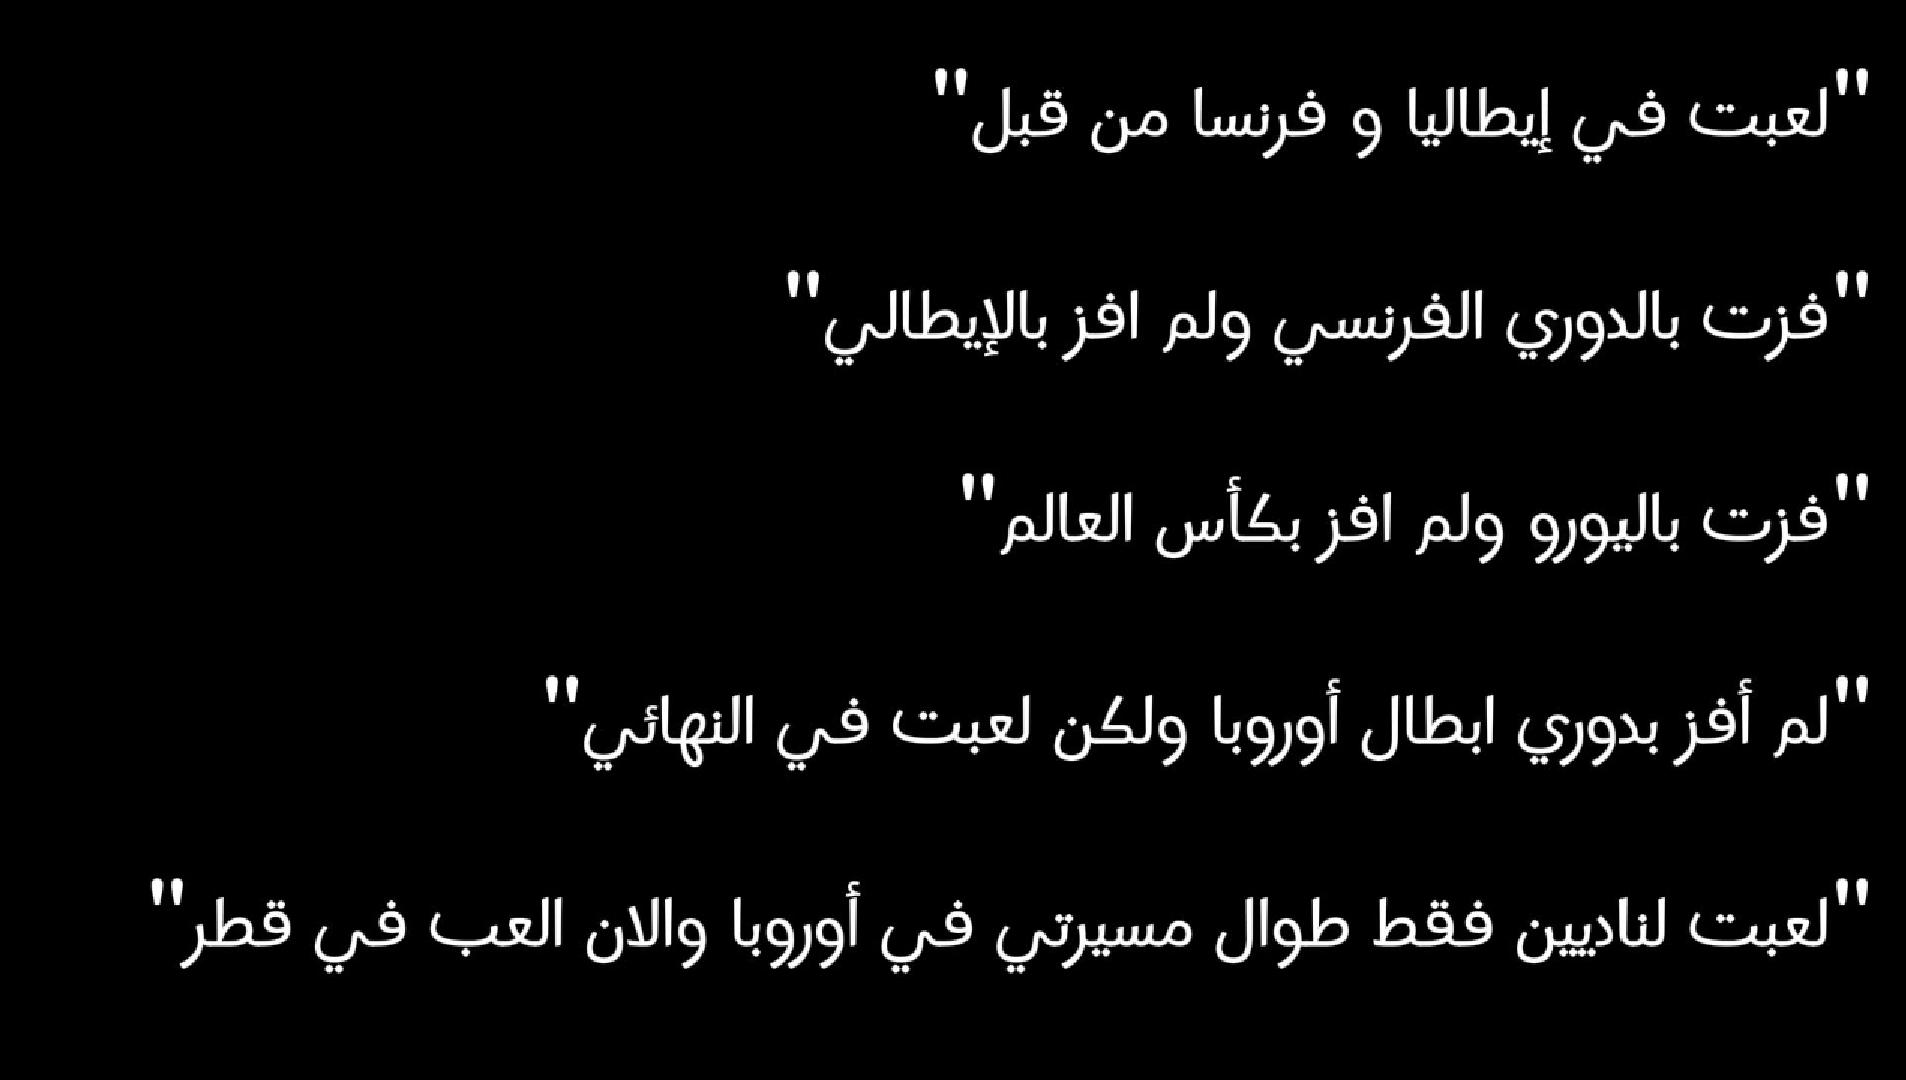 "لعبت في إيطاليا و فرنسا من قبل"
"فزت بالدوري الفرنسي ولم افز بالإيطالي"
"فزت باليورو ولم افز بكأس العالم"
"لم أفز بدوري ابطال أوروبا ولكن لعبت في النهائي"
"لعبت لناديين فقط طوال مسيرتي في أوروبا والان العب في قطر"